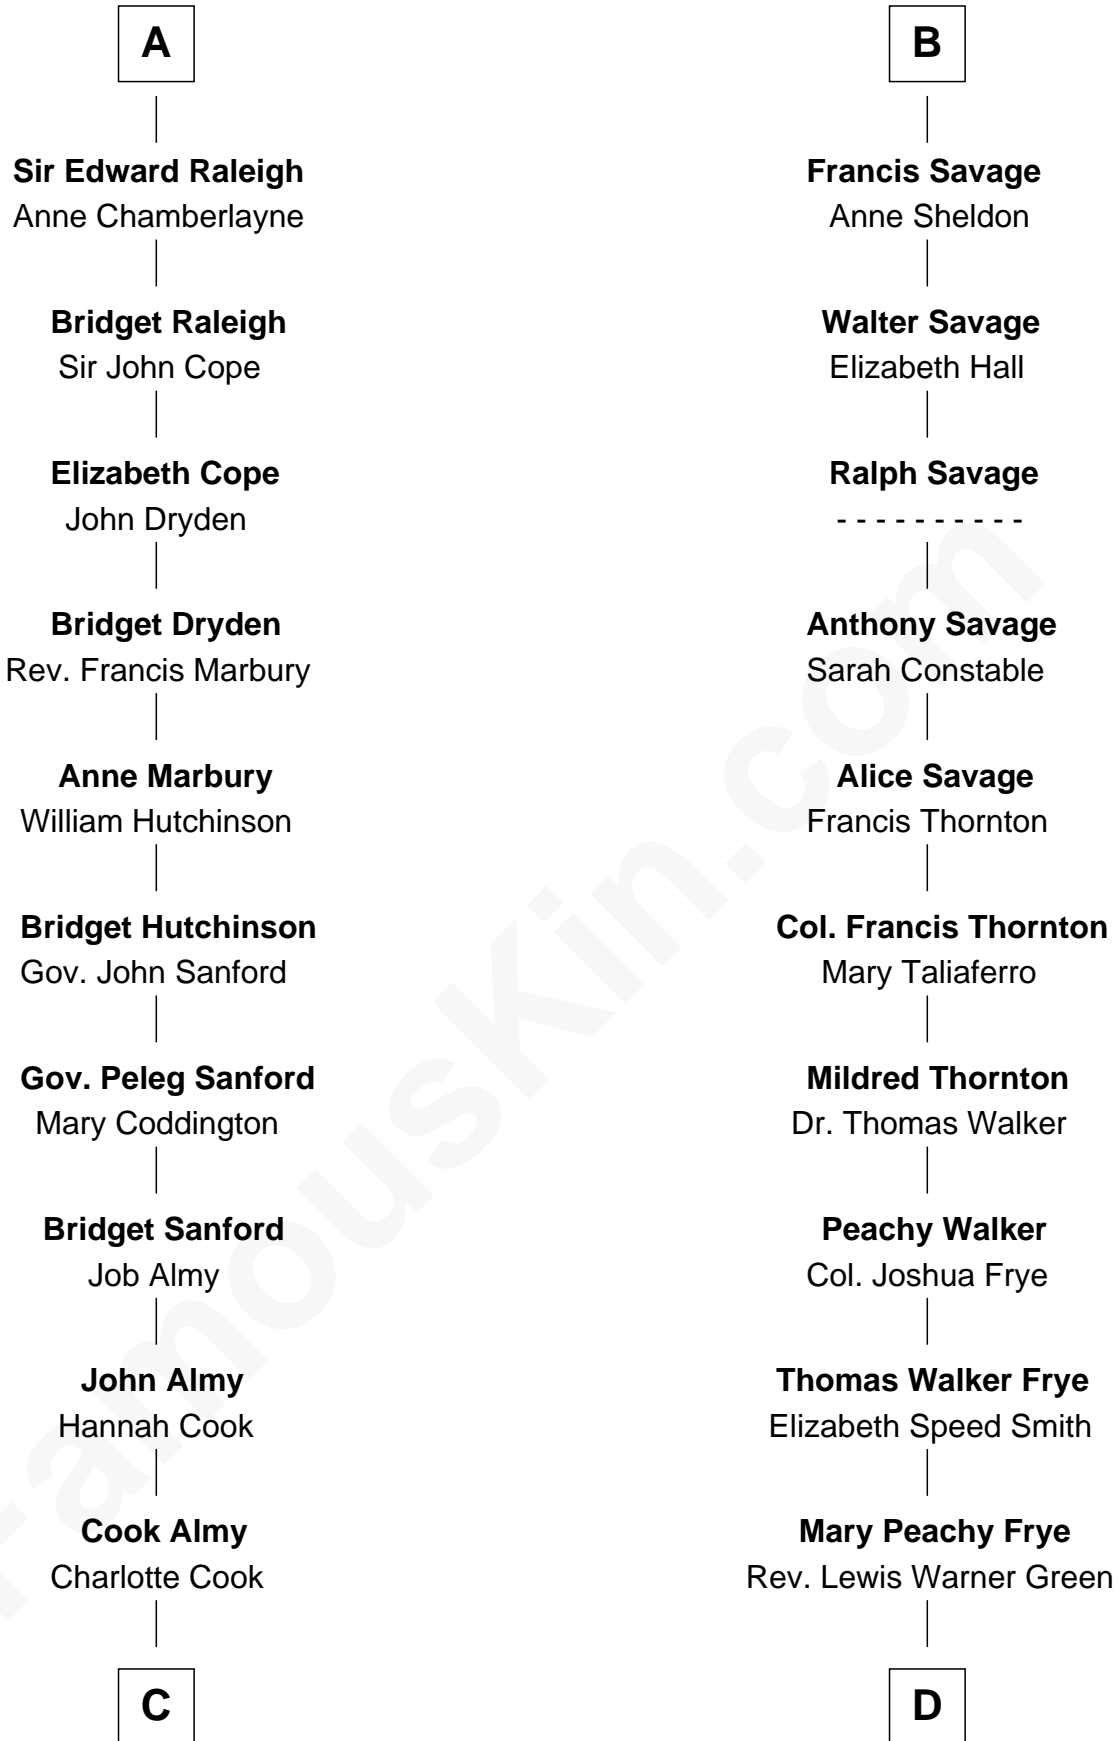 A
Sir Edward Raleigh
Anne Chamberlayne
Bridget Raleigh
Sir John Cope
Elizabeth Cope
John Dryden
Bridget Dryden
Rev. Francis Marbury
Anne Marbury
William Hutchinson
Bridget Hutchinson
Gov. John Sanford
Gov. Peleg Sanford
Mary Coddington
Bridget Sanford
Job Almy
John Almy
Hannah Cook
Cook Almy
Charlotte Cook
C
B
Francis Savage
Anne Sheldon
Walter Savage
Elizabeth Hall
Ralph Savage
- - - - - - - - - -
Anthony Savage
Sarah Constable
Alice Savage
Francis Thornton
Col. Francis Thornton
Mary Taliaferro
Mildred Thornton
Dr. Thomas Walker
Peachy Walker
Col. Joshua Frye
Thomas Walker Frye
Elizabeth Speed Smith
Mary Peachy Frye
Rev. Lewis Warner Green
D
FamousKin.com